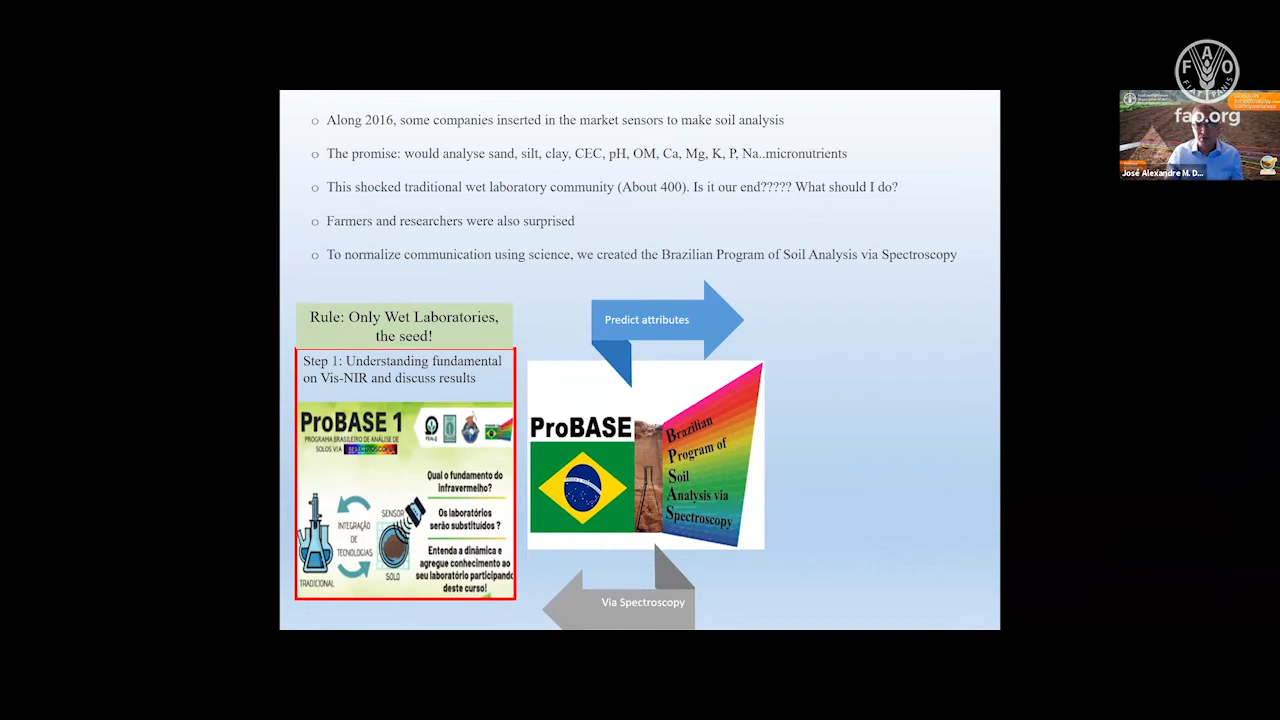 Along 2016, some companies inserted in the market sensors to make soil analysis
The promise: would analyse sand, silt, clay, CEC, pH, OM, Ca, Mg, K, P, Na..micronutrients
This shocked traditional wet laboratory community (About 400). Is it our end????? What should I do?
Farmers and researchers were also surprised
To normalize communication using science, we created the Brazilian Program of Soil Analysis via Spectroscopy
Rule: Only Wet Laboratories,
the seed!
Step 1: Understanding fundamental
on Vis-NIR and discuss results
ProBASE 1
PROGRAMA BRASILEIRO DE ANÁLISE DE
SOLOS VIA ESPECTROSCOPIA
Qual o fundamento do
infravermelho?
Os laboratórios
serão substituídos ?
Entenda a dinâmica e
agregue conhecimento ao
seu laboratório participando
deste curso!
SENSOR
INTEGRAÇÃO
DE
TECNOLOGIAS
TRADICIONAL
SOLO
Predict attributes
ProBASE
Brazilian
Program of
Soil
Analysis via
Spectroscopy
Via Spectroscopy
F A O
FIAT PANIS
fao.org
José Alexandre M. D...